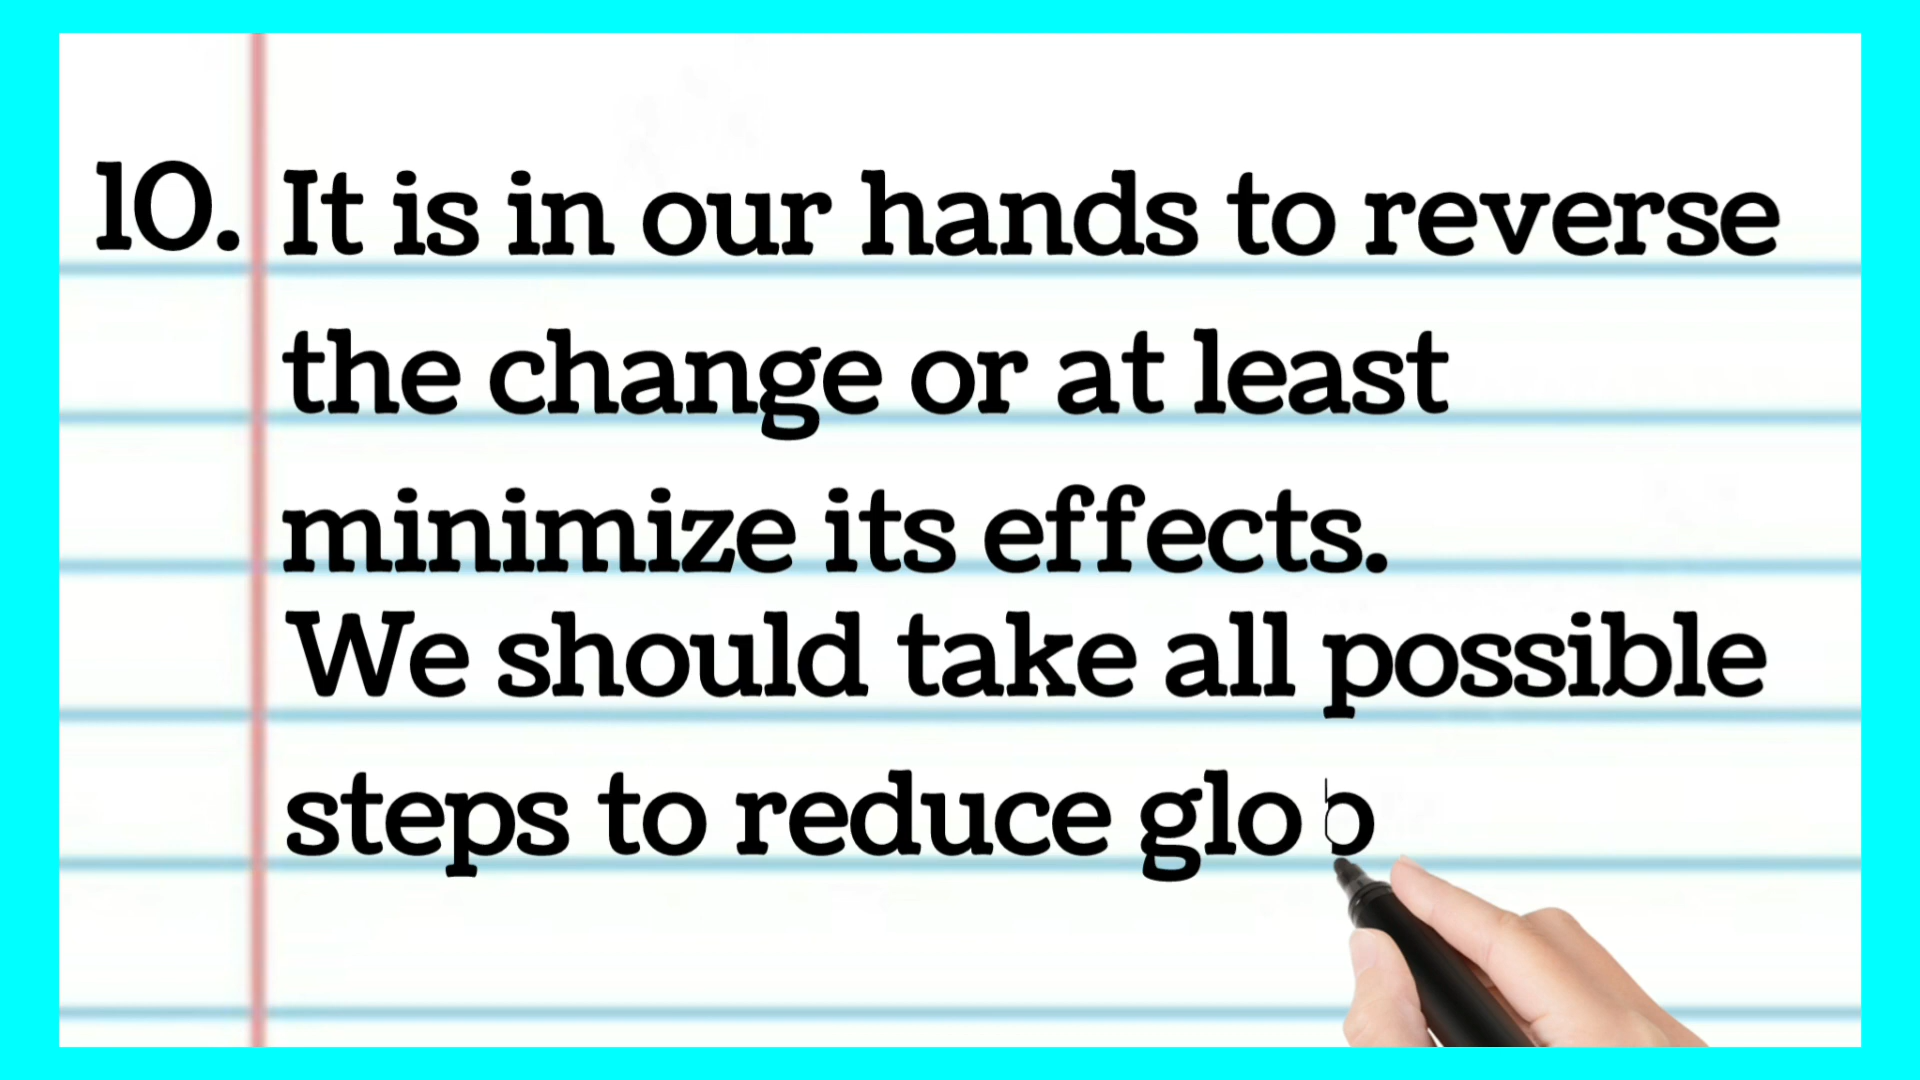 10. It is in our hands to reverse
the change or at least
minimize its effects.
We should take all possible
steps to reduce glob